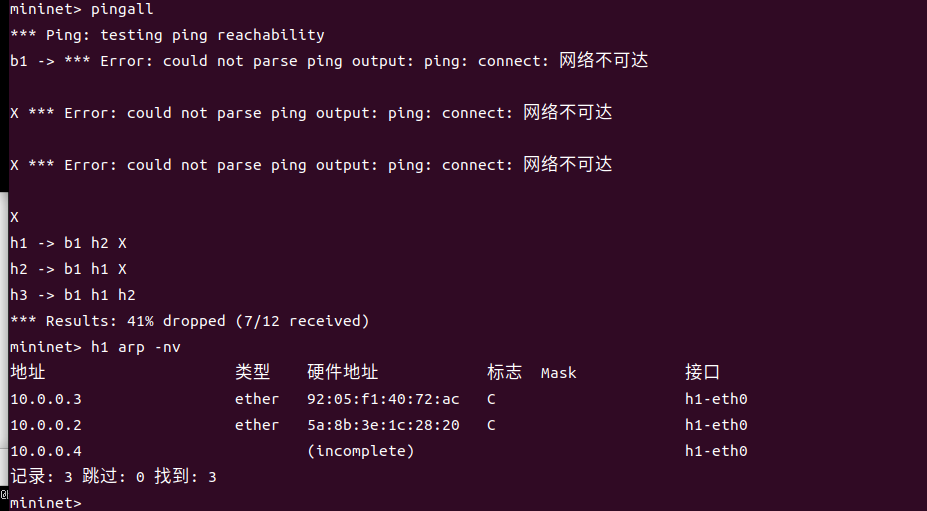 mininet> pingall
*** Ping: testing ping reachability
b1 -> *** Error: could not parse ping output: ping: connect: 网络不可达
X *** Error: could not parse ping output: ping: connect: 网络不可达
X *** Error: could not parse ping output: ping: connect: 网络不可达
X
h1 -> b1 h2 X
h2 -> b1 h1 X
h3 -> b1 h1 h2
*** Results: 41% dropped (7/12 received)
mininet> h1 arp -nv
地址 类型 硬件地址 标志 Mask 接口
10.0.0.3 ether 92:05:f1:40:72:ac C h1-eth0
10.0.0.2 ether 5a:8b:3e:1c:28:20 C h1-eth0
10.0.0.4 (incomplete) h1-eth0
记录: 3 跳过: 0 找到: 3
mininet>